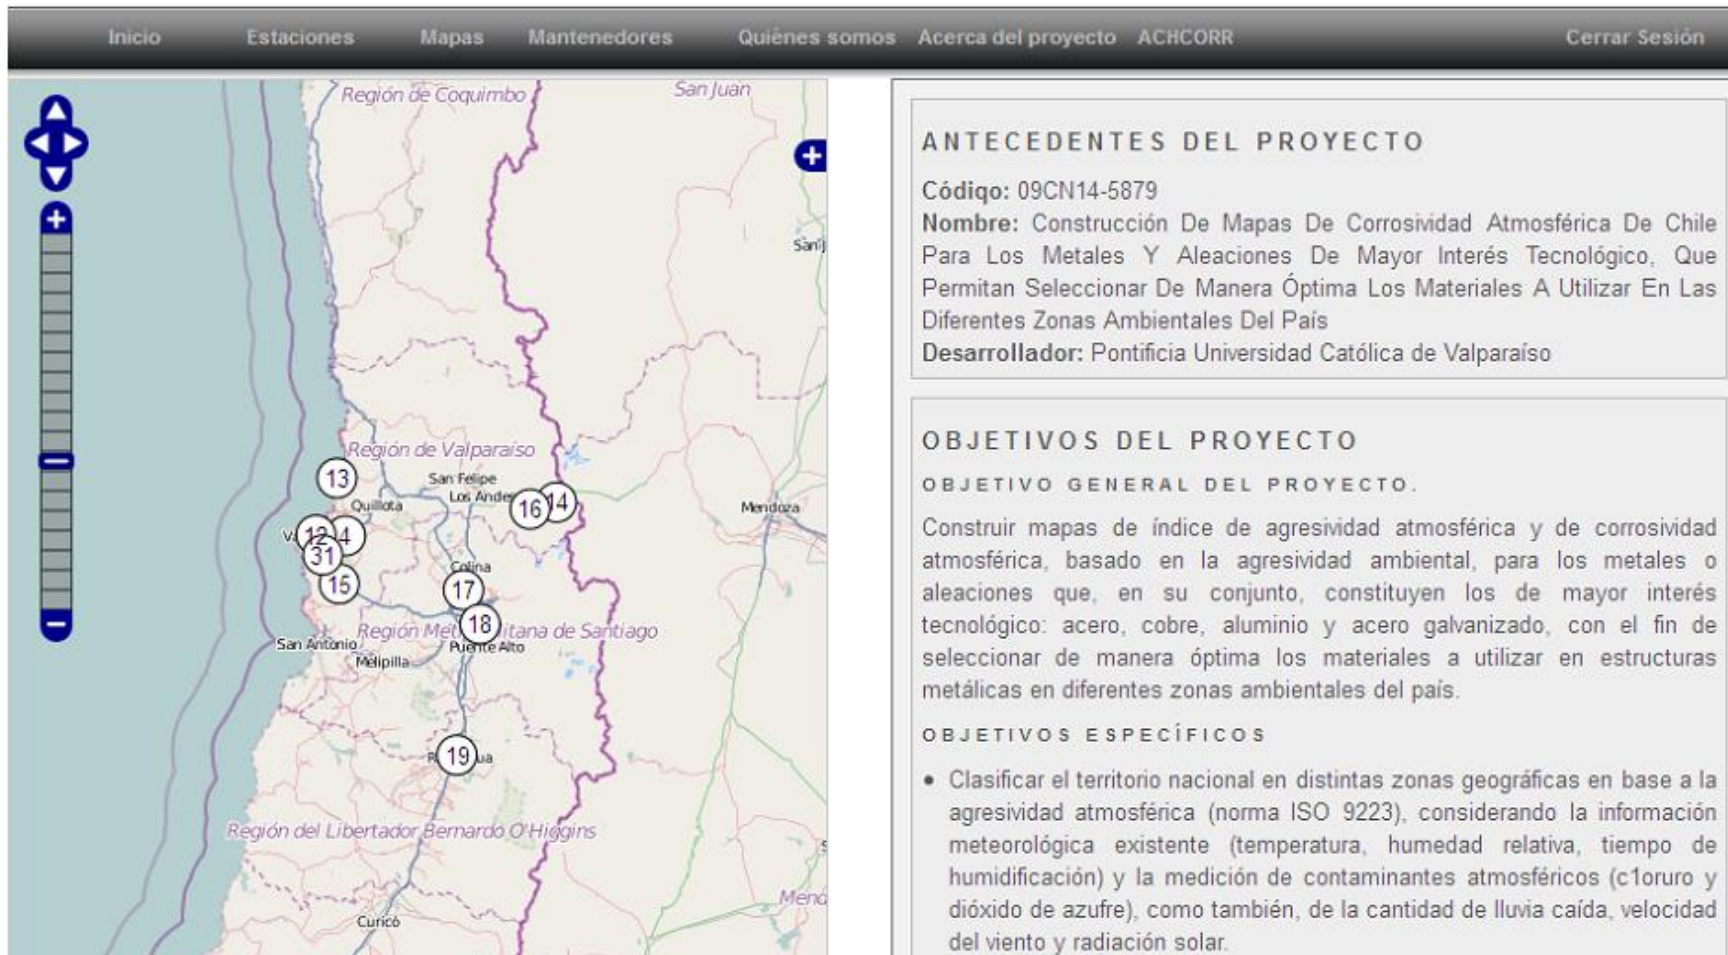 Inicio Estaciones Mapas Mantenedores Quiénes somos Acerca del proyecto ACHCORR Cerrar Sesión
Región de Coquimbo
San Juan
Región de Valparaíso
13
San Felipe
Los Andes
16
14
Quillota
Mendoza
12
4
31
15
Colina
17
18
Región Metropolitana de Santiago
San Antonio
Puente Alto
Melipilla
19
Región del Libertador Bernardo O'Higgins
Curicó
ANTECEDENTES DEL PROYECTO
Código: 09CN14-5879
Nombre: Construcción De Mapas De Corrosividad Atmosférica De Chile
Para Los Metales Y Aleaciones De Mayor Interés Tecnológico, Que
Permitan Seleccionar De Manera Óptima Los Materiales A Utilizar En Las
Diferentes Zonas Ambientales Del País
Desarrollador: Pontificia Universidad Católica de Valparaíso
OBJETIVOS DEL PROYECTO
OBJETIVO GENERAL DEL PROYECTO.
Construir mapas de índice de agresividad atmosférica y de corrosividad
atmosférica, basado en la agresividad ambiental, para los metales o
aleaciones que, en su conjunto, constituyen los de mayor interés
tecnológico: acero, cobre, aluminio y acero galvanizado, con el fin de
seleccionar de manera óptima los materiales a utilizar en estructuras
metálicas en diferentes zonas ambientales del país.
OBJETIVOS ESPECÍFICOS
• Clasificar el territorio nacional en distintas zonas geográficas en base a la
agresividad atmosférica (norma ISO 9223), considerando la información
meteorológica existente (temperatura, humedad relativa, tiempo de
humidificación) y la medición de contaminantes atmosféricos (c1oruro y
dióxido de azufre), como también, de la cantidad de lluvia caída, velocidad
del viento y radiación solar.